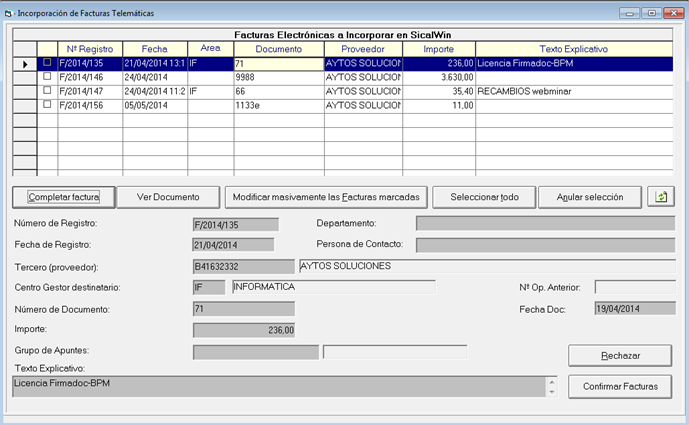 Incorporación de Facturas Telemáticas
Facturas Electrónicas a Incorporar en SicalWin
Nº Registro Fecha Area Documento Proveedor Importe Texto Explicativo
F/2014/135 21/04/2014 13:1 IF 71 AYTOS SOLUCION 236,00 Licencia Firmadoc-BPM
F/2014/146 24/04/2014 9988 AYTOS SOLUCION 3.630,00
F/2014/147 24/04/2014 11:2 IF 66 AYTOS SOLUCION 35,40 RECAMBIOS webminar
F/2014/156 05/05/2014 1133e AYTOS SOLUCION 11,00
Completar factura Ver Documento Modificar masivamente las Facturas marcadas Seleccionar todo Anular selección
Número de Registro: F/2014/135 Departamento:
Fecha de Registro: 21/04/2014 Persona de Contacto:
Tercero (proveedor): B41632332 AYTOS SOLUCIONES
Centro Gestor destinatario: IF INFORMATICA Nº Op. Anterior:
Número de Documento: 71 Fecha Doc: 19/04/2014
Importe: 236,00
Grupo de Apuntes: Rechazar
Texto Explicativo:
Licencia Firmadoc-BPM Confirmar Facturas